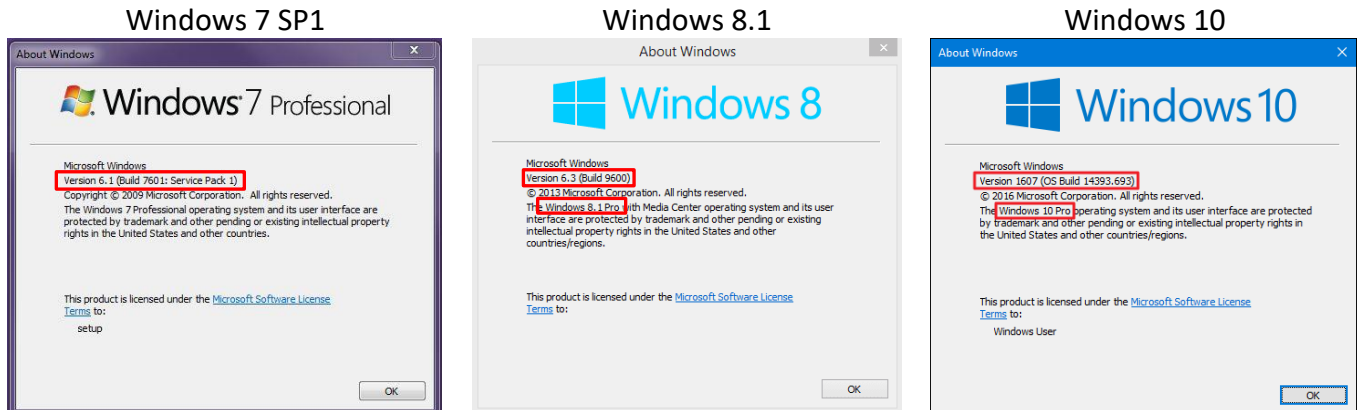 Windows 7 SP1
About Windows
X
Windows 7 Professional
Microsoft Windows
Version 6.1 (Build 7601: Service Pack 1)
Copyright © 2009 Microsoft Corporation. All rights reserved.
The Windows 7 Professional operating system and its user interface are
protected by trademark and other pending or existing intellectual property
rights in the United States and other countries.
This product is licensed under the Microsoft Software License
Terms to:
setup
OK
Windows 8.1
About Windows
Windows 8
Microsoft Windows
Version 6.3 (Build 9600)
© 2013 Microsoft Corporation. All rights reserved.
The Windows 8.1 Pro with Media Center operating system and its user
interface are protected by trademark and other pending or existing
intellectual property rights in the United States and other
countries/regions.
This product is licensed under the Microsoft Software License
Terms to:
OK
Windows 10
About Windows
Windows 10
Microsoft Windows
Version 1607 (OS Build 14393.693)
© 2016 Microsoft Corporation. All rights reserved.
The Windows 10 Pro operating system and its user interface are protected
by trademark and other pending or existing intellectual property rights in
the United States and other countries/regions.
This product is licensed under the Microsoft Software License
Terms to:
Windows User
OK